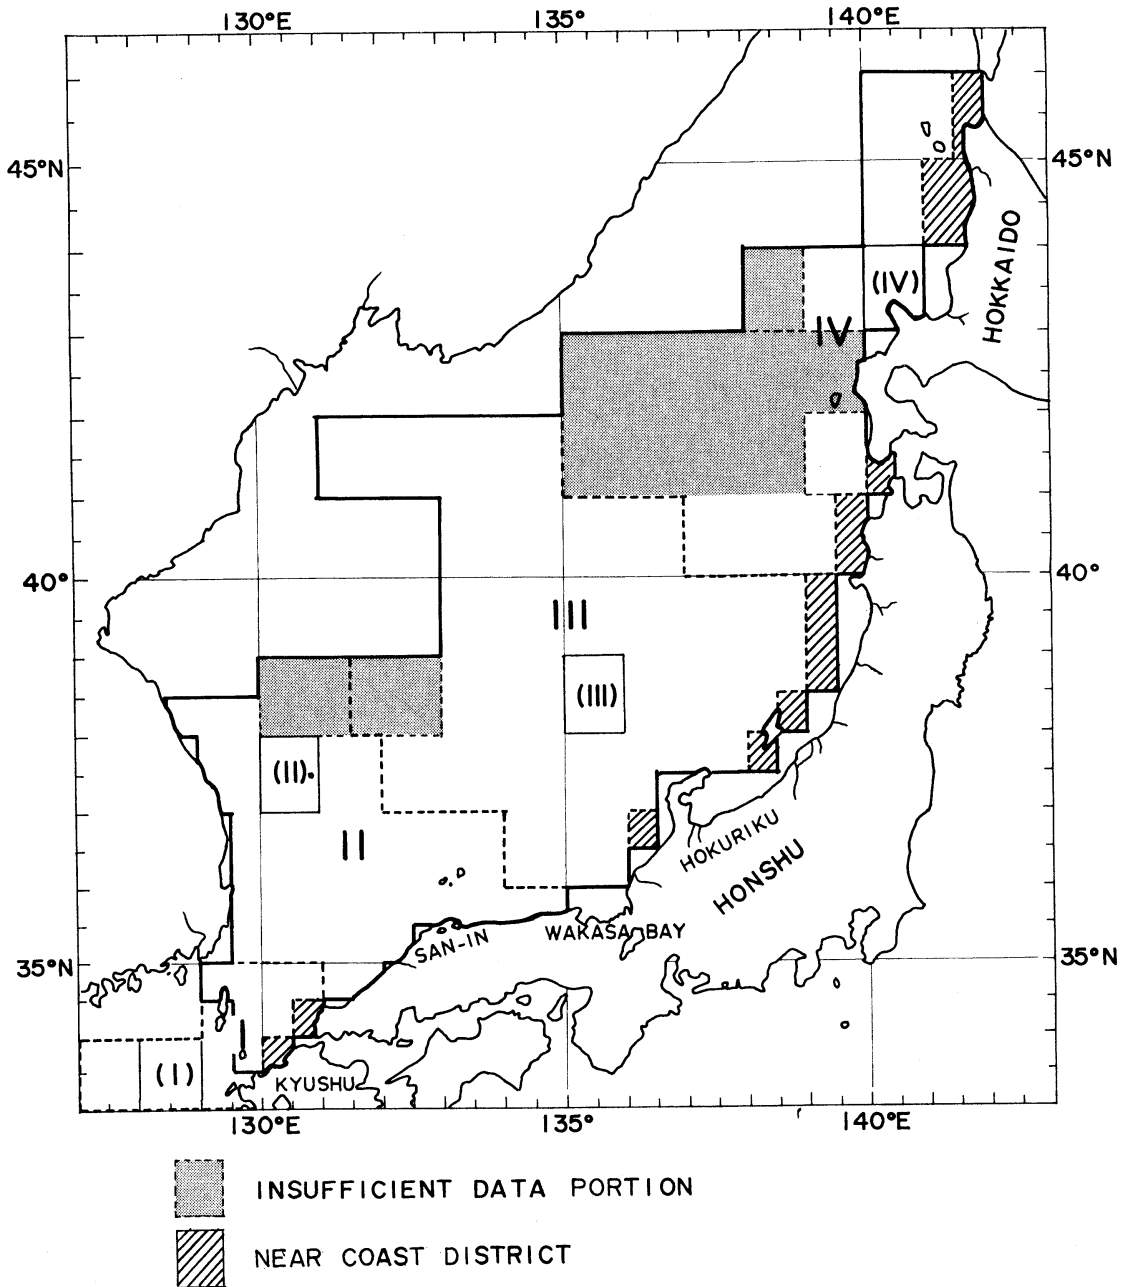 130°E 135° 140°E
45°N 45°N
HOKKAIDO
(IV)
IV
40° 40°
III
(III)
(II).
II
HOKURIKU
HONSHU
SAN-IN WAKASA BAY
35°N 35°N
I
(I)
KYUSHU
130°E 135° 140°E
INSUFFICIENT DATA PORTION
NEAR COAST DISTRICT